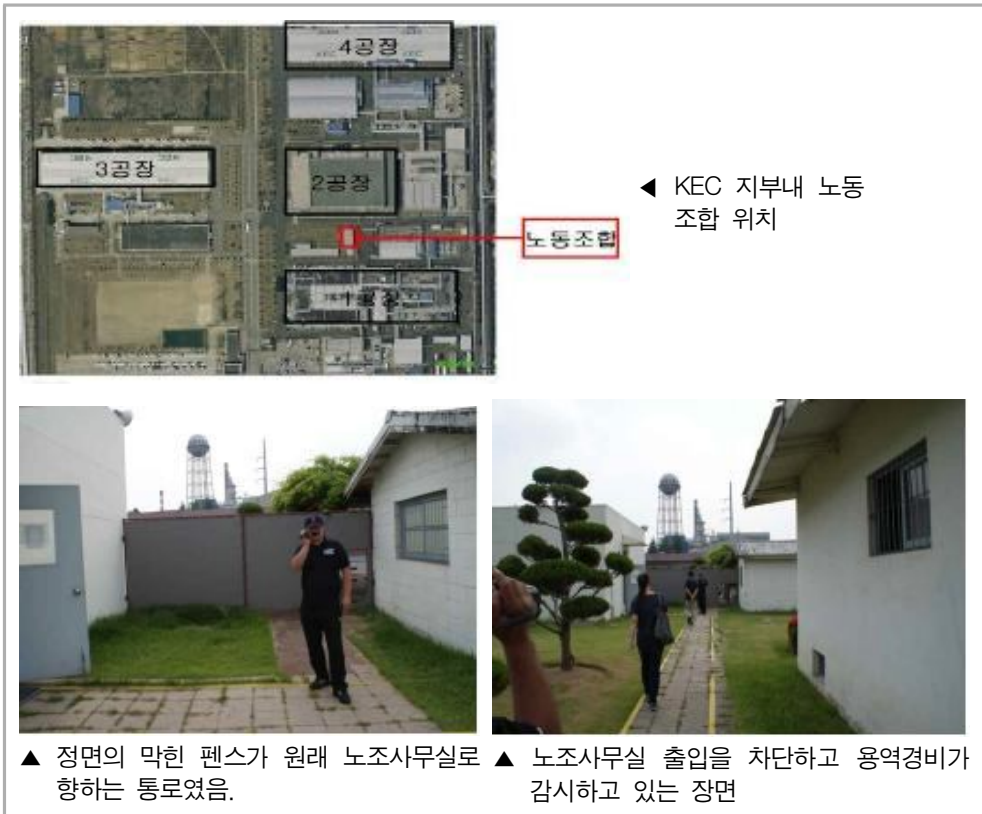 4공장
3공장
2공장
◀ KEC 지부내 노동
조합 위치
노동조합
1공장
▲ 정면의 막힌 펜스가 원래 노조사무실로
향하는 통로였음.
▲ 노조사무실 출입을 차단하고 용역경비가
감시하고 있는 장면